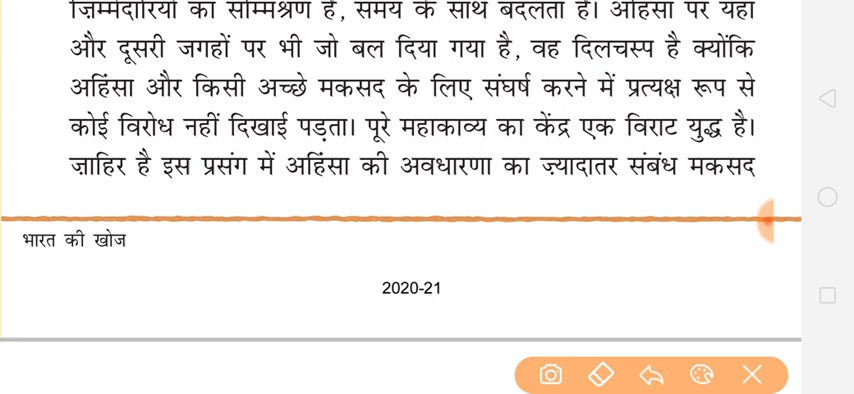 ज़िम्मेदारियों का सम्मिश्रण है, समय के साथ बदलता है। अहिंसा पर यहाँ
और दूसरी जगहों पर भी जो बल दिया गया है, वह दिलचस्प है क्योंकि
अहिंसा और किसी अच्छे मकसद के लिए संघर्ष करने में प्रत्यक्ष रूप से
कोई विरोध नहीं दिखाई पड़ता। पूरे महाकाव्य का केंद्र एक विराट युद्ध है।
ज़ाहिर है इस प्रसंग में अहिंसा की अवधारणा का ज़्यादातर संबंध मकसद
भारत की खोज
2020-21